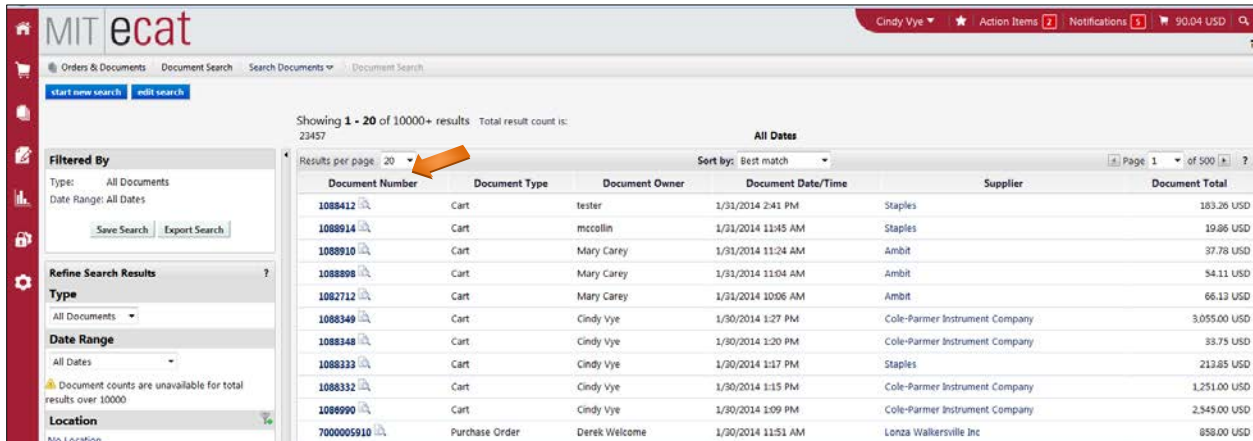 MIT ecat
Cindy Vye Action Items 2 Notifications 5 90.04 USD
?
Orders & Documents Document Search Search Documents Document Search
start new search edit search
Showing 1 - 20 of 10000+ results Total result count is:
23457 All Dates
Filtered By
Type: All Documents
Date Range: All Dates
Save Search Export Search
Refine Search Results ?
Type
All Documents
Date Range
All Dates
Document counts are unavailable for total
results over 10000
Location
No Location
Results per page 20 Sort by: Best match Page 1 of 500 ?
Document Number Document Type Document Owner Document Date/Time Supplier Document Total
1088412 Cart tester 1/31/2014 2:41 PM Staples 183.26 USD
1088914 Cart mccollin 1/31/2014 11:45 AM Staples 19.86 USD
1088910 Cart Mary Carey 1/31/2014 11:24 AM Ambit 37.78 USD
1088898 Cart Mary Carey 1/31/2014 11:04 AM Ambit 54.11 USD
1082712 Cart Mary Carey 1/31/2014 10:06 AM Ambit 66.13 USD
1088349 Cart Cindy Vye 1/30/2014 1:27 PM Cole-Parmer Instrument Company 3,055.00 USD
1088348 Cart Cindy Vye 1/30/2014 1:20 PM Cole-Parmer Instrument Company 33.75 USD
1088333 Cart Cindy Vye 1/30/2014 1:17 PM Staples 213.85 USD
1088332 Cart Cindy Vye 1/30/2014 1:15 PM Cole-Parmer Instrument Company 1,251.00 USD
1086990 Cart Cindy Vye 1/30/2014 1:09 PM Cole-Parmer Instrument Company 2,545.00 USD
7000005910 Purchase Order Derek Welcome 1/30/2014 11:51 AM Lonza Walkersville Inc 858.00 USD